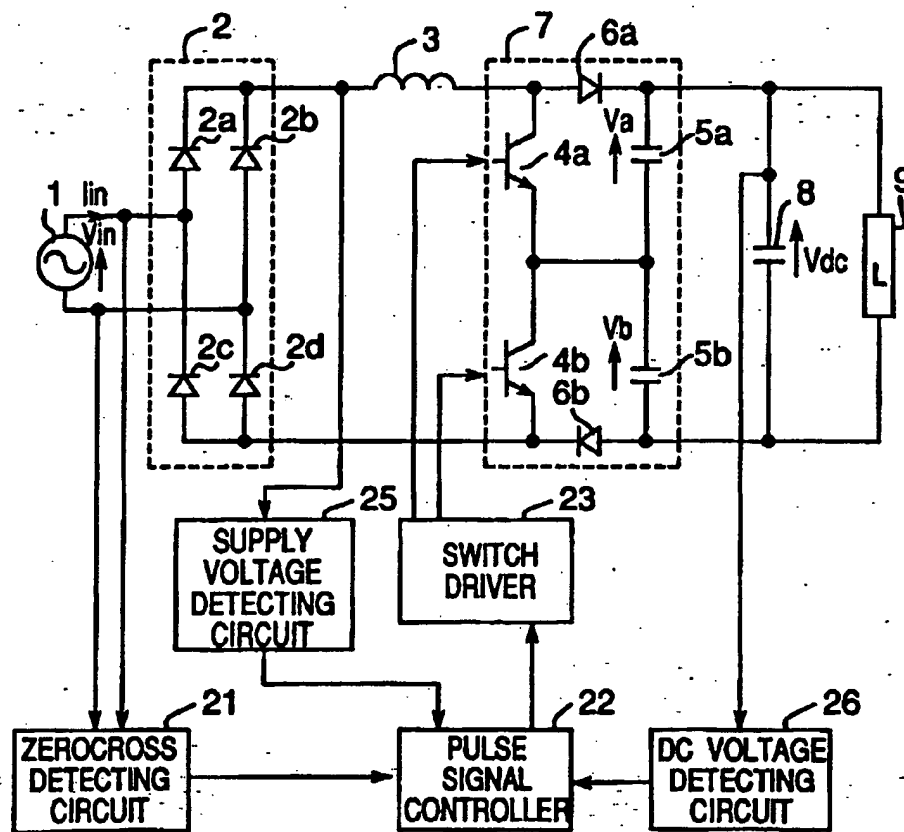 2
3
7
6a
2a
2b
4a
Va
5a
1
Iin
Vin
8
Vdc
9
L
2c
2d
4b
Vb
5b
6b
25
SUPPLY
VOLTAGE
DETECTING
CIRCUIT
23
SWITCH
DRIVER
21
ZEROCROSS
DETECTING
CIRCUIT
22
PULSE
SIGNAL
CONTROLLER
26
DC VOLTAGE
DETECTING
CIRCUIT